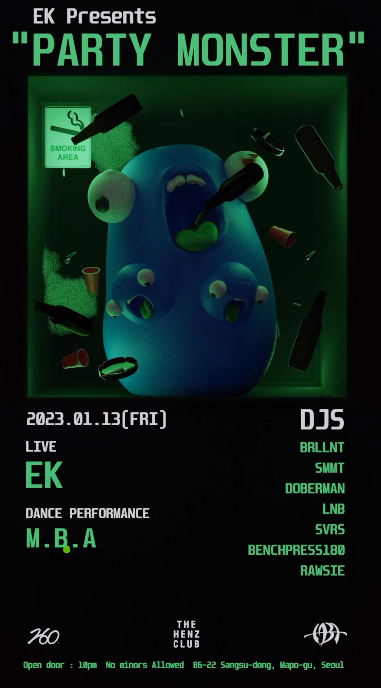 EK Presents
"PARTY MONSTER"
SMOKING
AREA
2023.01.13(FRI)
LIVE
EK
DANCE PERFORMANCE
M.B.A
DJS
BRLLNT
SMMT
DOBERMAN
LNB
SVRS
BENCHPRESS180
RAWSIE
260
THE
HENZ
CLUB
Open door : 10pm No minors Allowed 86-22 Sangsu-dong, Mapo-gu, Seoul